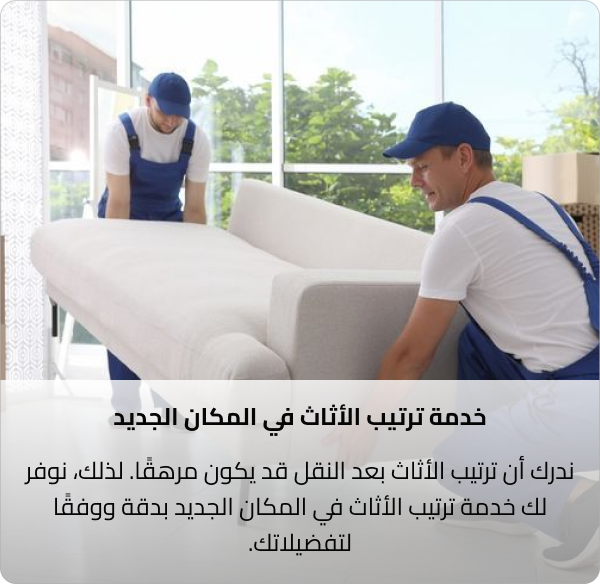 خدمة ترتيب الأثاث في المكان الجديد
ندرك أن ترتيب الأثاث بعد النقل قد يكون مرهقًا. لذلك، نوفر
لك خدمة ترتيب الأثاث في المكان الجديد بدقة ووفقًا
لتفضيلاتك.